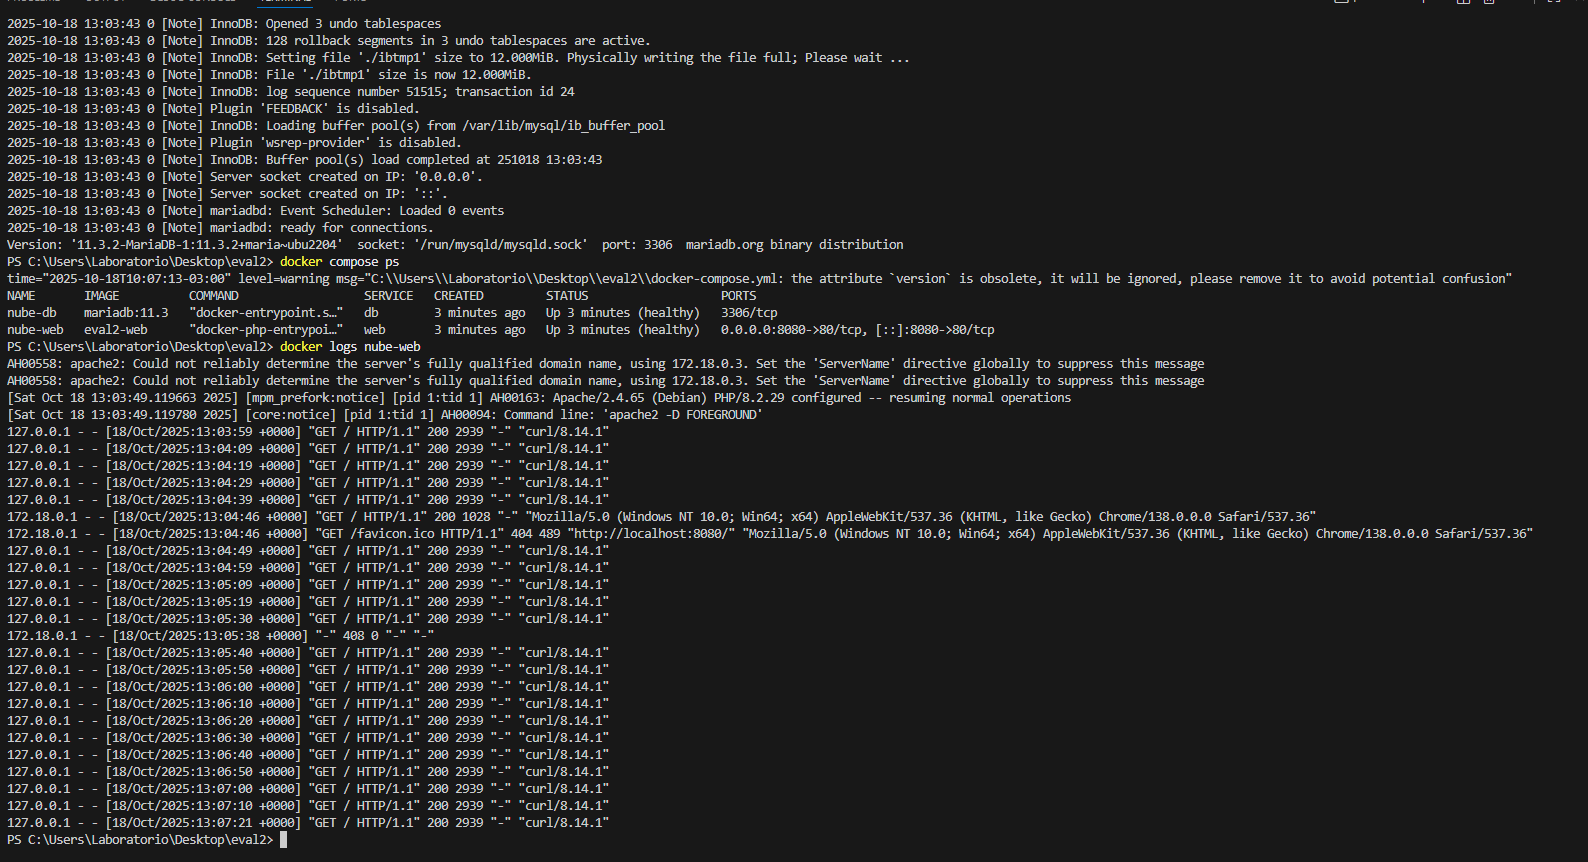 2025-10-18 13:03:43 0 [Note] InnoDB: Opened 3 undo tablespaces
2025-10-18 13:03:43 0 [Note] InnoDB: 128 rollback segments in 3 undo tablespaces are active.
2025-10-18 13:03:43 0 [Note] InnoDB: Setting file './ibtmp1' size to 12.000MiB. Physically writing the file full; Please wait ...
2025-10-18 13:03:43 0 [Note] InnoDB: File './ibtmp1' size is now 12.000MiB.
2025-10-18 13:03:43 0 [Note] InnoDB: log sequence number 51515; transaction id 24
2025-10-18 13:03:43 0 [Note] Plugin 'FEEDBACK' is disabled.
2025-10-18 13:03:43 0 [Note] InnoDB: Loading buffer pool(s) from /var/lib/mysql/ib_buffer_pool
2025-10-18 13:03:43 0 [Note] Plugin 'wsrep-provider' is disabled.
2025-10-18 13:03:43 0 [Note] InnoDB: Buffer pool(s) load completed at 251018 13:03:43
2025-10-18 13:03:43 0 [Note] Server socket created on IP: '0.0.0.0'.
2025-10-18 13:03:43 0 [Note] Server socket created on IP: '::'.
2025-10-18 13:03:43 0 [Note] mariadbd: Event Scheduler: Loaded 0 events
2025-10-18 13:03:43 0 [Note] mariadbd: ready for connections.
Version: '11.3.2-MariaDB-1:11.3.2+maria~ubu2204'  socket: '/run/mysqld/mysqld.sock'  port: 3306  mariadb.org binary distribution
PS C:\Users\Laboratorio\Desktop\eval2> docker compose ps
time="2025-10-18T10:07:13-03:00" level=warning msg="C:\\Users\\Laboratorio\\Desktop\\eval2\\docker-compose.yml: the attribute `version` is obsolete, it will be ignored, please remove it to avoid potential confusion"
NAME       IMAGE          COMMAND                  SERVICE   CREATED         STATUS                   PORTS
nube-db    mariadb:11.3   "docker-entrypoint.s…"   db        3 minutes ago   Up 3 minutes (healthy)   3306/tcp
nube-web   eval2-web      "docker-php-entrypoi…"   web       3 minutes ago   Up 3 minutes (healthy)   0.0.0.0:8080->80/tcp, [::]:8080->80/tcp
PS C:\Users\Laboratorio\Desktop\eval2> docker logs nube-web
AH00558: apache2: Could not reliably determine the server's fully qualified domain name, using 172.18.0.3. Set the 'ServerName' directive globally to suppress this message
AH00558: apache2: Could not reliably determine the server's fully qualified domain name, using 172.18.0.3. Set the 'ServerName' directive globally to suppress this message
[Sat Oct 18 13:03:49.119663 2025] [mpm_prefork:notice] [pid 1:tid 1] AH00163: Apache/2.4.65 (Debian) PHP/8.2.29 configured -- resuming normal operations
[Sat Oct 18 13:03:49.119780 2025] [core:notice] [pid 1:tid 1] AH00094: Command line: 'apache2 -D FOREGROUND'
127.0.0.1 - - [18/Oct/2025:13:03:59 +0000] "GET / HTTP/1.1" 200 2939 "-" "curl/8.14.1"
127.0.0.1 - - [18/Oct/2025:13:04:09 +0000] "GET / HTTP/1.1" 200 2939 "-" "curl/8.14.1"
127.0.0.1 - - [18/Oct/2025:13:04:19 +0000] "GET / HTTP/1.1" 200 2939 "-" "curl/8.14.1"
127.0.0.1 - - [18/Oct/2025:13:04:29 +0000] "GET / HTTP/1.1" 200 2939 "-" "curl/8.14.1"
127.0.0.1 - - [18/Oct/2025:13:04:39 +0000] "GET / HTTP/1.1" 200 2939 "-" "curl/8.14.1"
172.18.0.1 - - [18/Oct/2025:13:04:46 +0000] "GET / HTTP/1.1" 200 1028 "-" "Mozilla/5.0 (Windows NT 10.0; Win64; x64) AppleWebKit/537.36 (KHTML, like Gecko) Chrome/138.0.0.0 Safari/537.36"
172.18.0.1 - - [18/Oct/2025:13:04:46 +0000] "GET /favicon.ico HTTP/1.1" 404 489 "http://localhost:8080/" "Mozilla/5.0 (Windows NT 10.0; Win64; x64) AppleWebKit/537.36 (KHTML, like Gecko) Chrome/138.0.0.0 Safari/537.36"
127.0.0.1 - - [18/Oct/2025:13:04:49 +0000] "GET / HTTP/1.1" 200 2939 "-" "curl/8.14.1"
127.0.0.1 - - [18/Oct/2025:13:04:59 +0000] "GET / HTTP/1.1" 200 2939 "-" "curl/8.14.1"
127.0.0.1 - - [18/Oct/2025:13:05:09 +0000] "GET / HTTP/1.1" 200 2939 "-" "curl/8.14.1"
127.0.0.1 - - [18/Oct/2025:13:05:19 +0000] "GET / HTTP/1.1" 200 2939 "-" "curl/8.14.1"
127.0.0.1 - - [18/Oct/2025:13:05:30 +0000] "GET / HTTP/1.1" 200 2939 "-" "curl/8.14.1"
172.18.0.1 - - [18/Oct/2025:13:05:38 +0000] "-" 408 0 "-" "-"
127.0.0.1 - - [18/Oct/2025:13:05:40 +0000] "GET / HTTP/1.1" 200 2939 "-" "curl/8.14.1"
127.0.0.1 - - [18/Oct/2025:13:05:50 +0000] "GET / HTTP/1.1" 200 2939 "-" "curl/8.14.1"
127.0.0.1 - - [18/Oct/2025:13:06:00 +0000] "GET / HTTP/1.1" 200 2939 "-" "curl/8.14.1"
127.0.0.1 - - [18/Oct/2025:13:06:10 +0000] "GET / HTTP/1.1" 200 2939 "-" "curl/8.14.1"
127.0.0.1 - - [18/Oct/2025:13:06:20 +0000] "GET / HTTP/1.1" 200 2939 "-" "curl/8.14.1"
127.0.0.1 - - [18/Oct/2025:13:06:30 +0000] "GET / HTTP/1.1" 200 2939 "-" "curl/8.14.1"
127.0.0.1 - - [18/Oct/2025:13:06:40 +0000] "GET / HTTP/1.1" 200 2939 "-" "curl/8.14.1"
127.0.0.1 - - [18/Oct/2025:13:06:50 +0000] "GET / HTTP/1.1" 200 2939 "-" "curl/8.14.1"
127.0.0.1 - - [18/Oct/2025:13:07:00 +0000] "GET / HTTP/1.1" 200 2939 "-" "curl/8.14.1"
127.0.0.1 - - [18/Oct/2025:13:07:10 +0000] "GET / HTTP/1.1" 200 2939 "-" "curl/8.14.1"
127.0.0.1 - - [18/Oct/2025:13:07:21 +0000] "GET / HTTP/1.1" 200 2939 "-" "curl/8.14.1"
PS C:\Users\Laboratorio\Desktop\eval2>